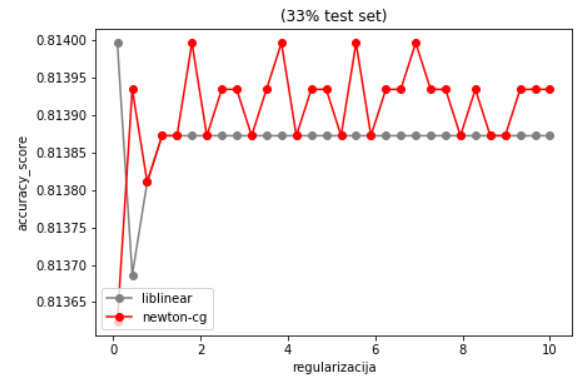 (33% test set)
0.81400
0.81395
0.81390
0.81385
0.81380
0.81375
0.81370
0.81365
accuracy_score
liblinear
newton-cg
0 2 4 6 8 10
regularizacija